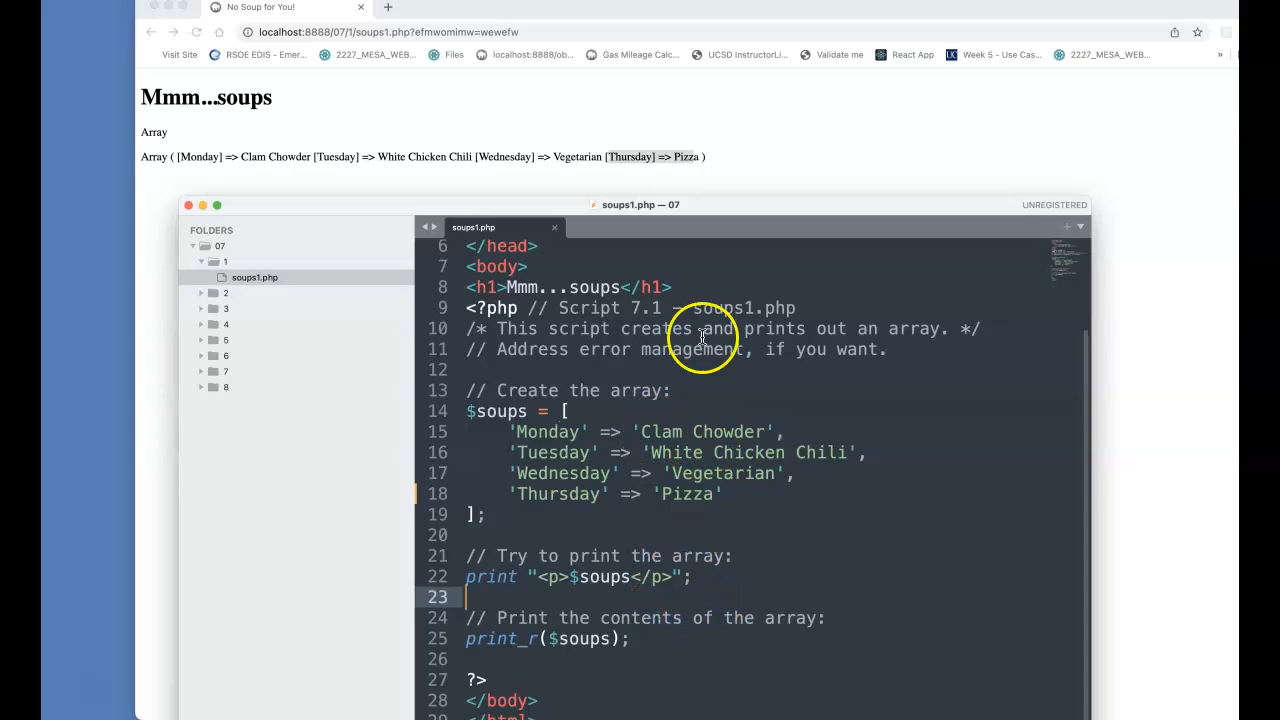 No Soup for You!
localhost:8888/07/1/soups1.php?efmwomimw=wewefw
Visit Site RSOE EDIS - Emer... 2227_MESA_WEB... Files localhost:8888/ob... Gas Mileage Calc... UCSD InstructorLi... Validate me React App Week 5 - Use Cas... 2227_MESA_WEB... »
Mmm...soups
Array
Array ( [Monday] => Clam Chowder [Tuesday] => White Chicken Chili [Wednesday] => Vegetarian [Thursday] => Pizza )
soups1.php — 07 UNREGISTERED
FOLDERS
07
1
soups1.php
2
3
4
5
6
7
8
soups1.php
6 </head>
7 <body>
8 <h1>Mmm...soups</h1>
9 <?php // Script 7.1 - soups1.php
10 /* This script creates and prints out an array. */
11 // Address error management, if you want.
12
13 // Create the array:
14 $soups = [
15 'Monday' => 'Clam Chowder',
16 'Tuesday' => 'White Chicken Chili',
17 'Wednesday' => 'Vegetarian',
18 'Thursday' => 'Pizza'
19 ];
20
21 // Try to print the array:
22 print "<p>$soups</p>";
23
24 // Print the contents of the array:
25 print_r($soups);
26
27 ?>
28 </body>
29 </html>